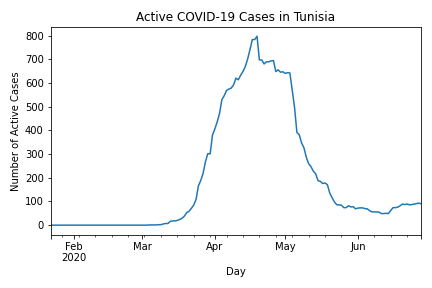 Active COVID-19 Cases in Tunisia
Number of Active Cases
800
700
600
500
400
300
200
100
0
Feb
2020
Mar
Apr
May
Jun
Day